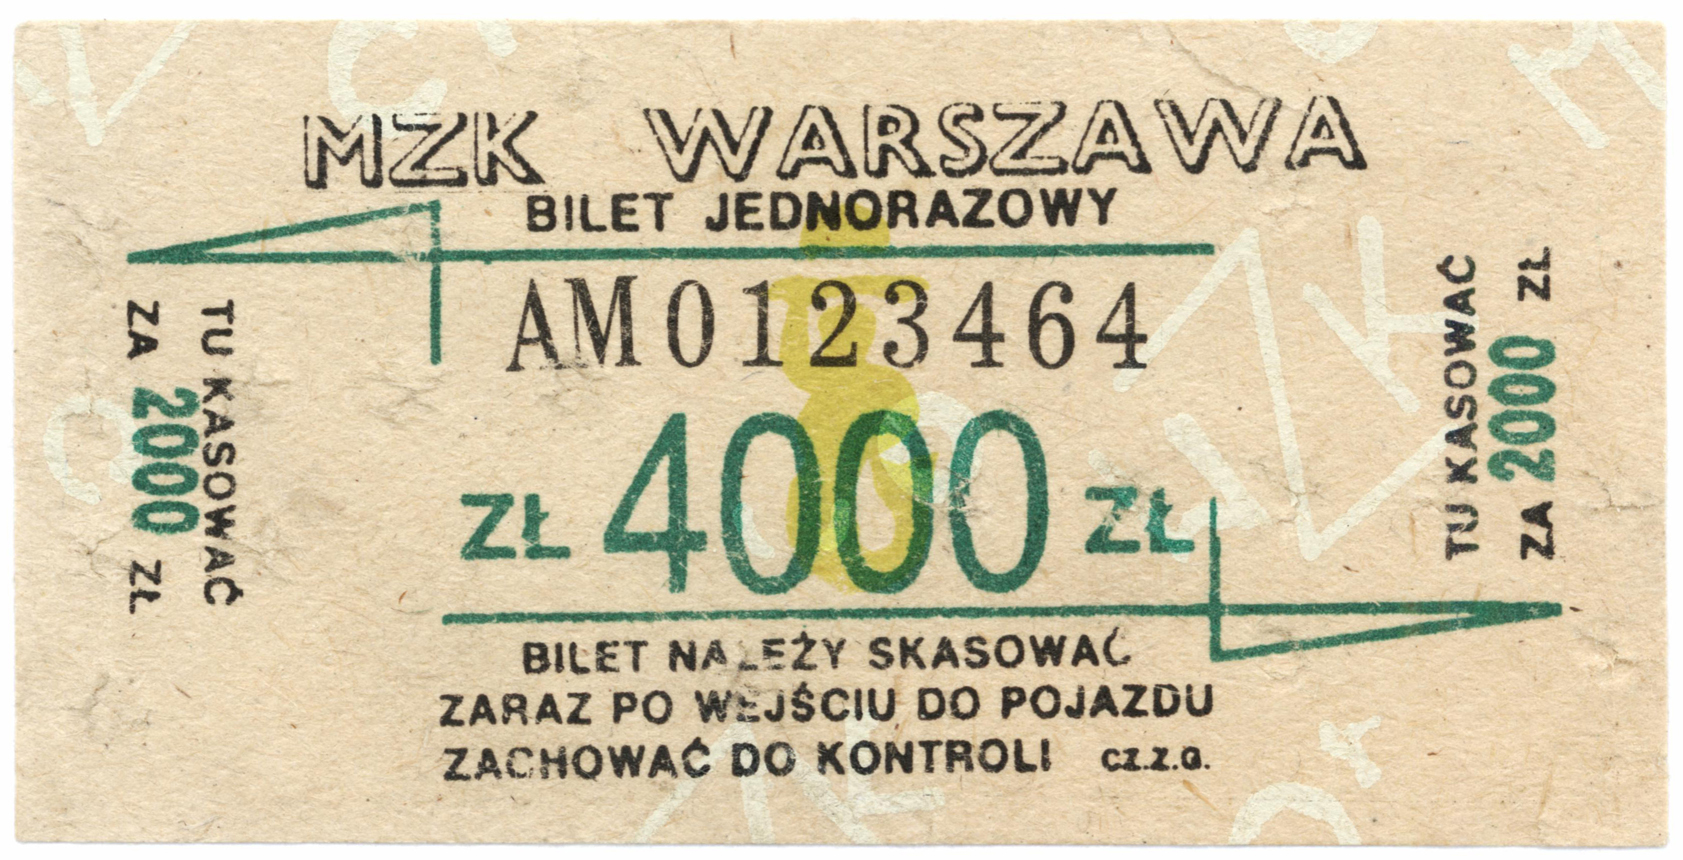 MZK WARSZAWA
BILET JEDNORAZOWY
AM0123464
ZŁ 4000 ZŁ
TU KASOWAĆ
ZA 2000 ZŁ
TU KASOWAĆ
ZA 2000 ZŁ
BILET NALEŻY SKASOWAĆ
ZARAZ PO WEJŚCIU DO POJAZDU
ZACHOWAĆ DO KONTROLI CZ.Z.G.